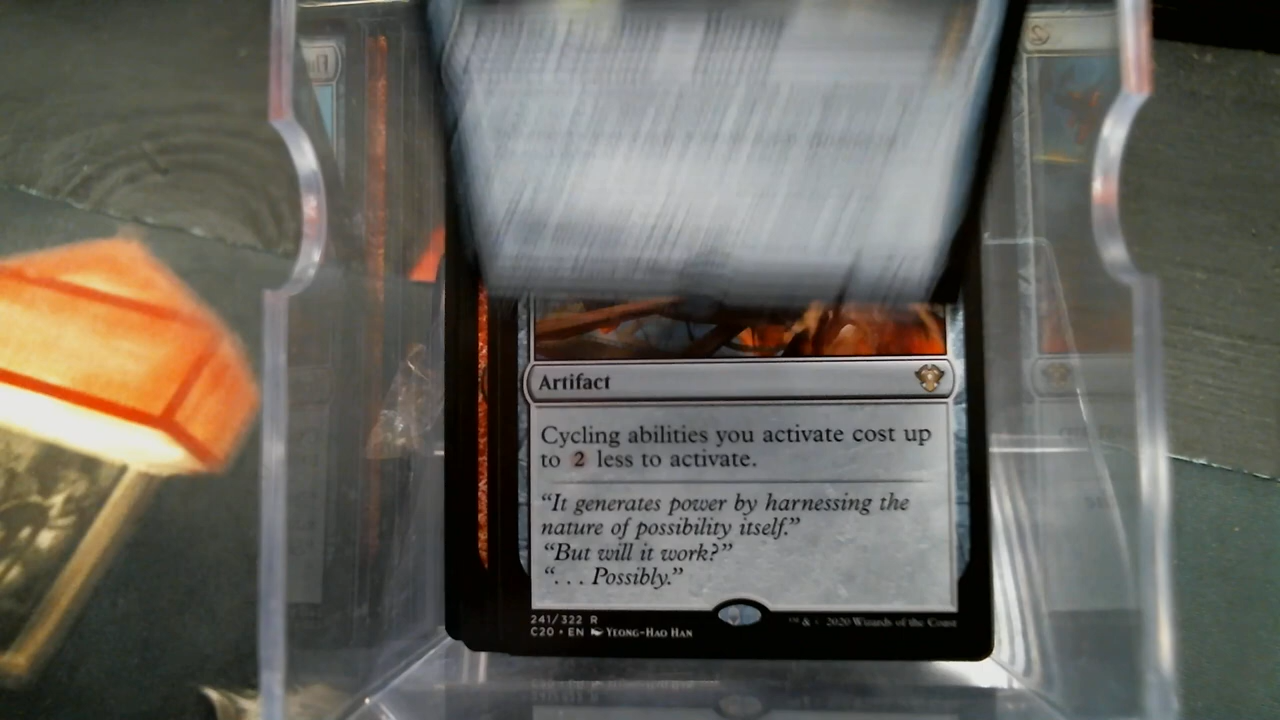 Artifact
Cycling abilities you activate cost up
to 2 less to activate.
“It generates power by harnessing the
nature of possibility itself.”
“But will it work?”
“. . . Possibly.”
241/322 R
C20 • EN Yeong-Hao Han
™ & © 2020 Wizards of the Coast